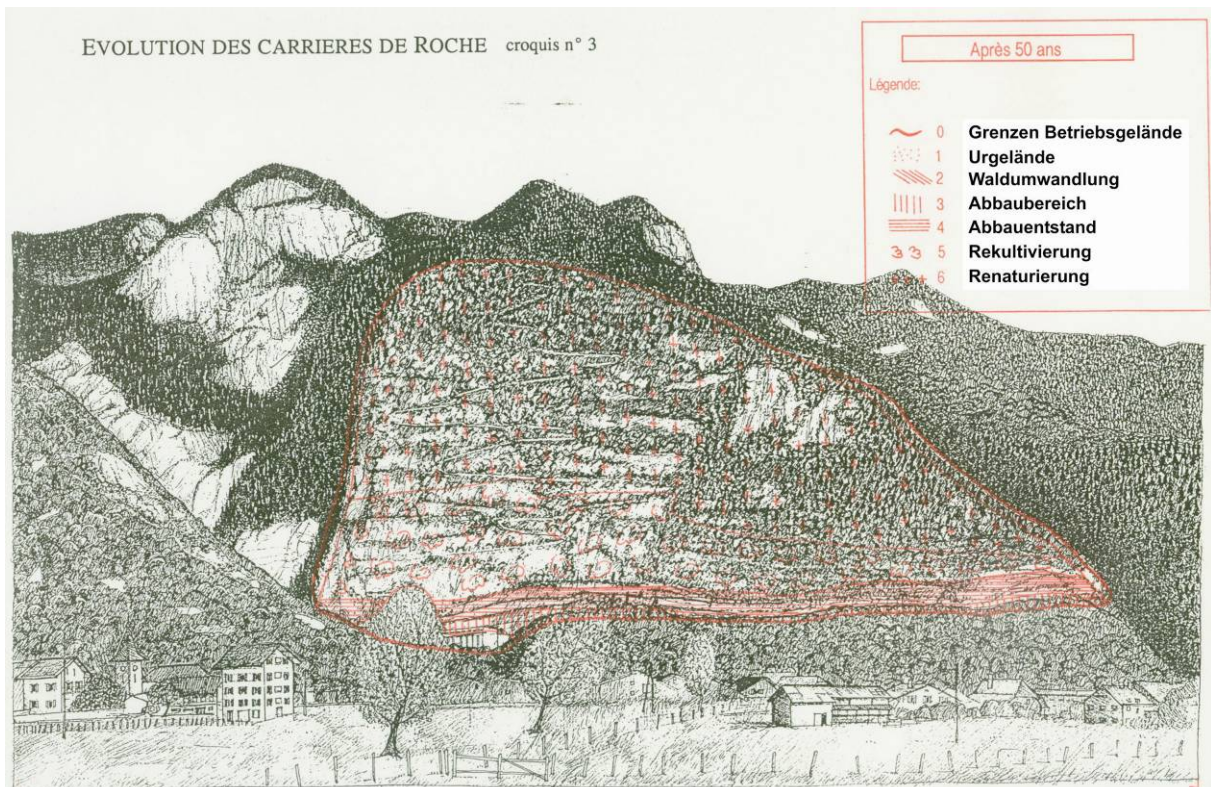 EVOLUTION DES CARRIERES DE ROCHE croquis n° 3
Après 50 ans
Légende:
0 Grenzen Betriebsgelände
1 Urgelände
2 Waldumwandlung
3 Abbaubereich
4 Abbauentstand
5 Rekultivierung
6 Renaturierung